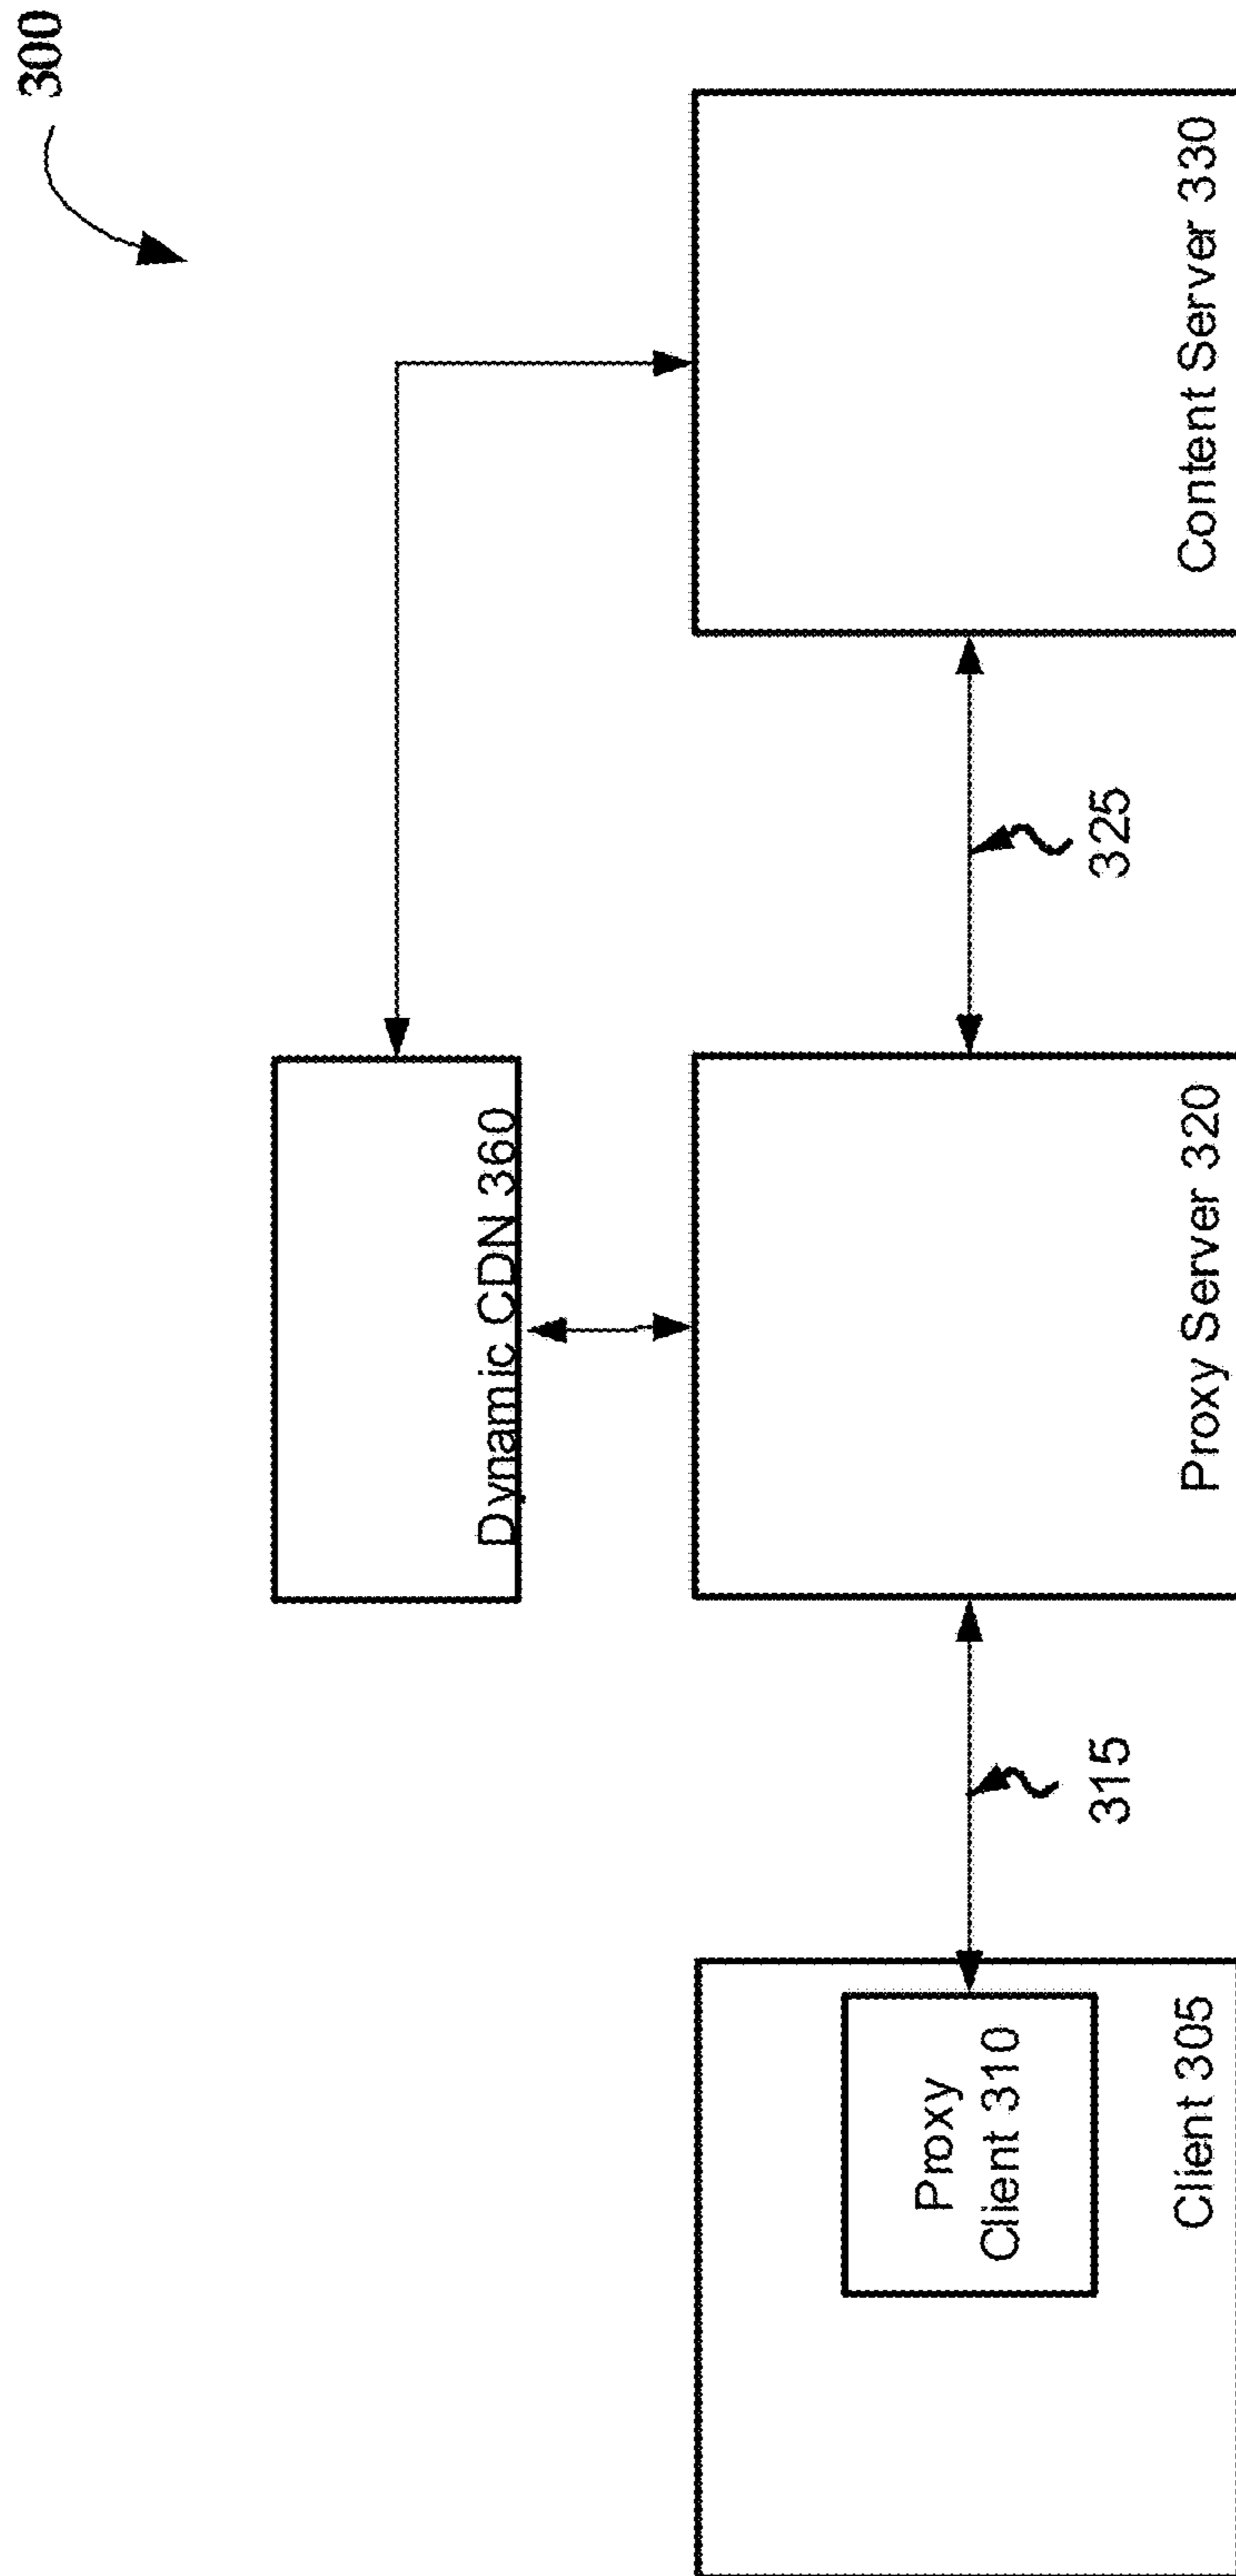 300
Dynamic CDN 360
Proxy
Client 310
Client 305
315
Proxy Server 320
325
Content Server 330